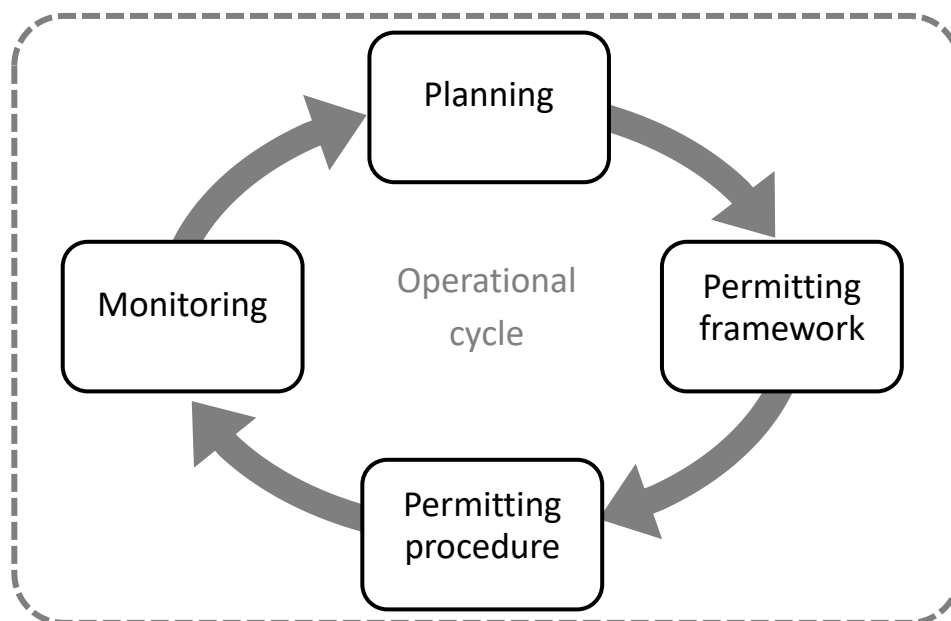 Planning
Permitting
framework
Operational
cycle
Monitoring
Permitting
procedure